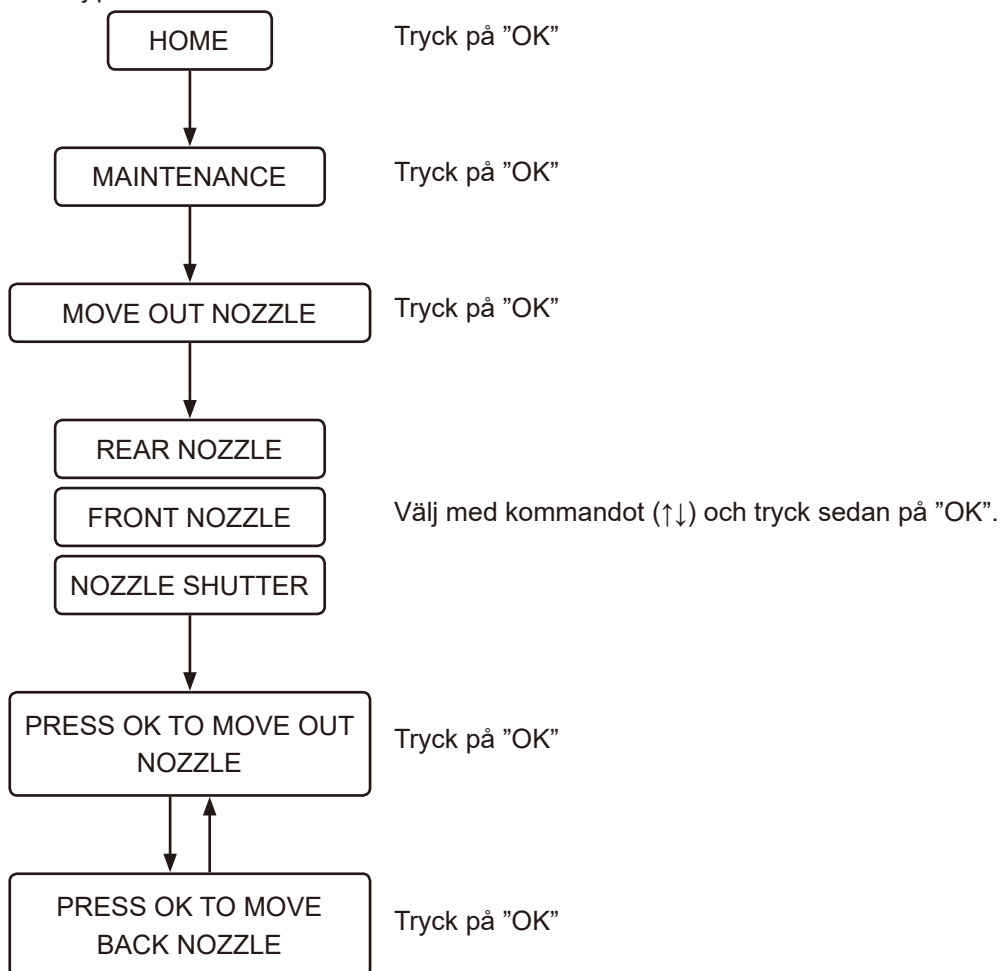 HOME
Tryck på ”OK”
MAINTENANCE
Tryck på ”OK”
MOVE OUT NOZZLE
Tryck på ”OK”
REAR NOZZLE
FRONT NOZZLE
Välj med kommandot (↑↓) och tryck sedan på ”OK”.
NOZZLE SHUTTER
PRESS OK TO MOVE OUT
NOZZLE
Tryck på ”OK”
PRESS OK TO MOVE
BACK NOZZLE
Tryck på ”OK”